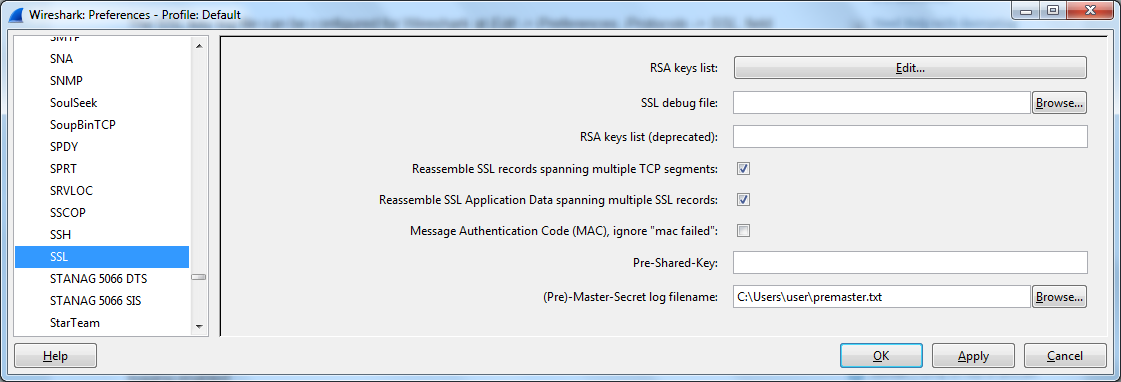 Wireshark: Preferences - Profile: Default
SMTP
SNA
SNMP
SoulSeek
SoupBinTCP
SPDY
SPRT
SRVLOC
SSCOP
SSH
SSL
STANAG 5066 DTS
STANAG 5066 SIS
StarTeam
RSA keys list:
Edit...
SSL debug file:
Browse...
RSA keys list (deprecated):
Reassemble SSL records spanning multiple TCP segments:
Reassemble SSL Application Data spanning multiple SSL records:
Message Authentication Code (MAC), ignore "mac failed":
Pre-Shared-Key:
(Pre)-Master-Secret log filename:
C:\Users\user\premaster.txt
Browse...
Help
OK
Apply
Cancel